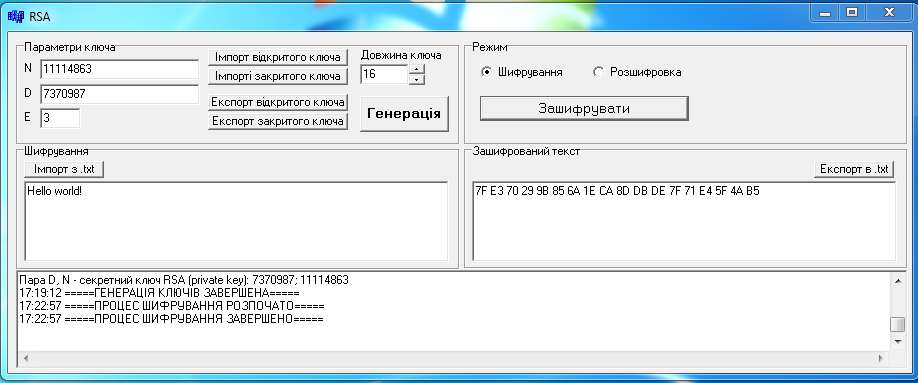 RSA
Параметри ключа
N 11114863
D 7370987
E 3
Імпорт відкритого ключа
Імпорті закритого ключа
Експорт відкритого ключа
Експорт закритого ключа
Довжина ключа
16
Генерація
Режим
Шифрування Розшифровка
Зашифрувати
Шифрування
Імпорт з .txt
Hello world!
Зашифрований текст
Експорт в .txt
7F E3 70 29 9B 85 6A 1E CA 8D DB DE 7F 71 E4 5F 4A B5
Пара D, N - секретний ключ RSA (private key): 7370987; 11114863
17:19:12 =====ГЕНЕРАЦІЯ КЛЮЧІВ ЗАВЕРШЕНА=====
17:22:57 =====ПРОЦЕС ШИФРУВАННЯ РОЗПОЧАТО=====
17:22:57 =====ПРОЦЕС ШИФРУВАННЯ ЗАВЕРШЕНО=====